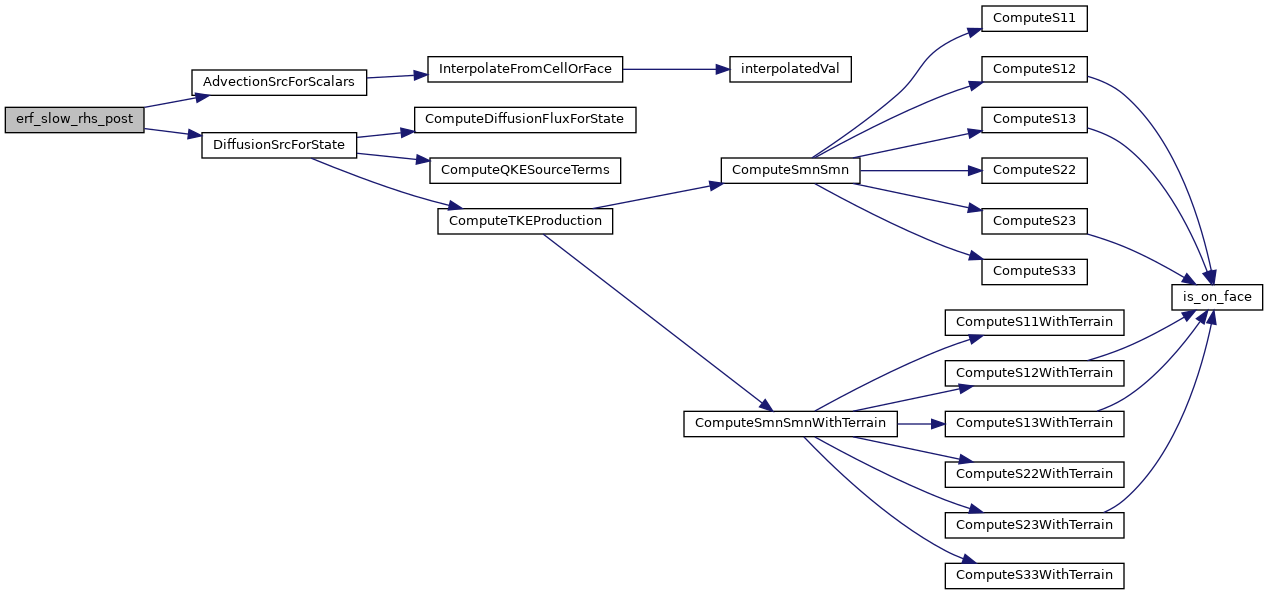 erf_slow_rhs_post
AdvectionSrcForScalars
DiffusionSrcForState
InterpolateFromCellOrFace
ComputeDiffusionFluxForState
ComputeQKESourceTerms
ComputeTKEProduction
interpolatedVal
ComputeSmnSmn
ComputeSmnSmnWithTerrain
ComputeS11
ComputeS12
ComputeS13
ComputeS22
ComputeS23
ComputeS33
ComputeS11WithTerrain
ComputeS12WithTerrain
ComputeS13WithTerrain
ComputeS22WithTerrain
ComputeS23WithTerrain
ComputeS33WithTerrain
is_on_face